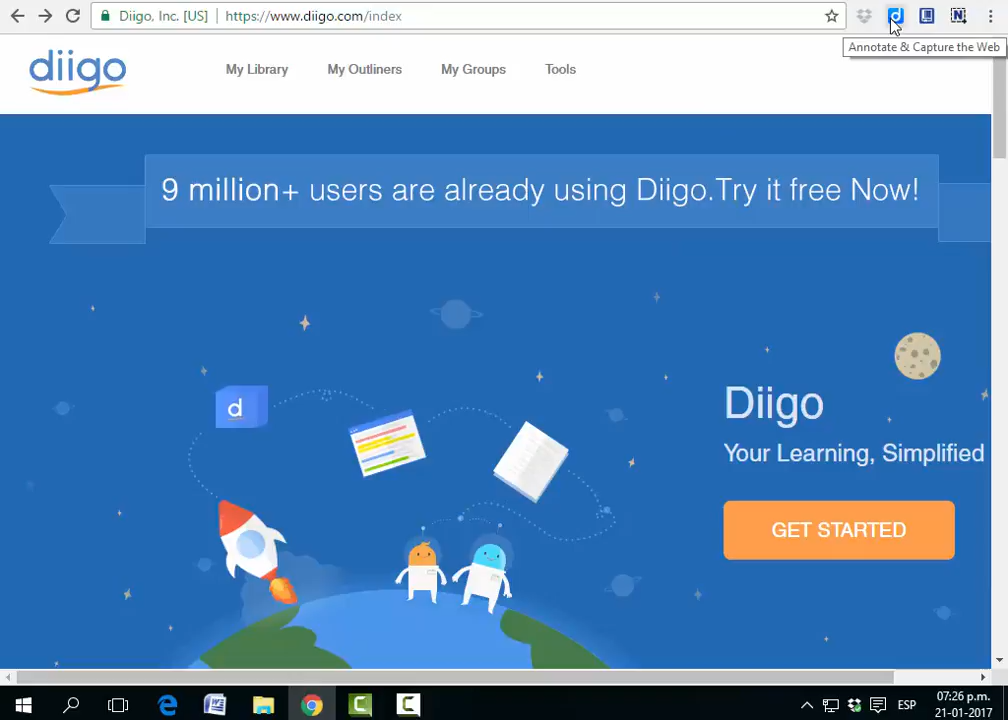 Diigo, Inc. [US] https://www.diigo.com/index
Annotate & Capture the Web
diigo My Library My Outliners My Groups Tools
9 million+ users are already using Diigo.Try it free Now!
d
Diigo
Your Learning, Simplified
GET STARTED
ESP
07:26 p.m.
21-01-2017